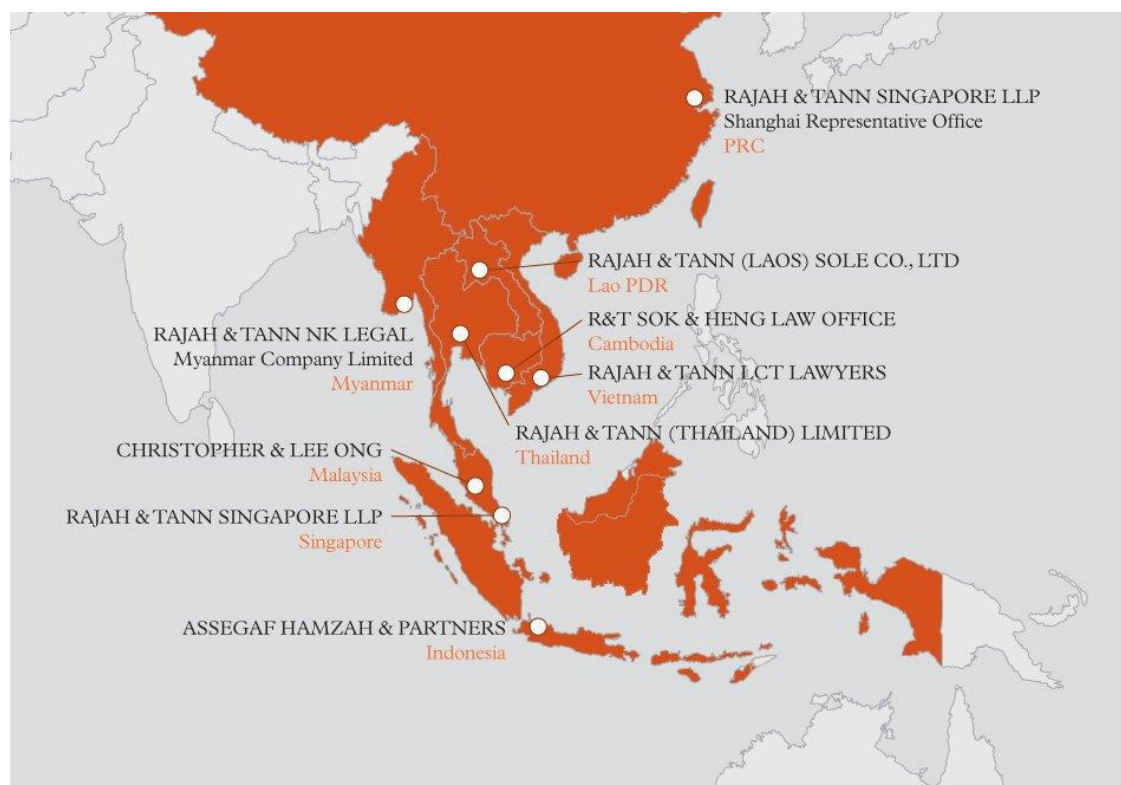 RAJAH & TANN SINGAPORE LLP
Shanghai Representative Office
PRC
RAJAH & TANN (LAOS) SOLE CO., LTD
Lao PDR
R&T SOK & HENG LAW OFFICE
Cambodia
RAJAH & TANN NK LEGAL
Myanmar Company Limited
Myanmar
RAJAH & TANN LCT LAWYERS
Vietnam
RAJAH & TANN (THAILAND) LIMITED
Thailand
CHRISTOPHER & LEE ONG
Malaysia
RAJAH & TANN SINGAPORE LLP
Singapore
ASSEGAF HAMZAH & PARTNERS
Indonesia